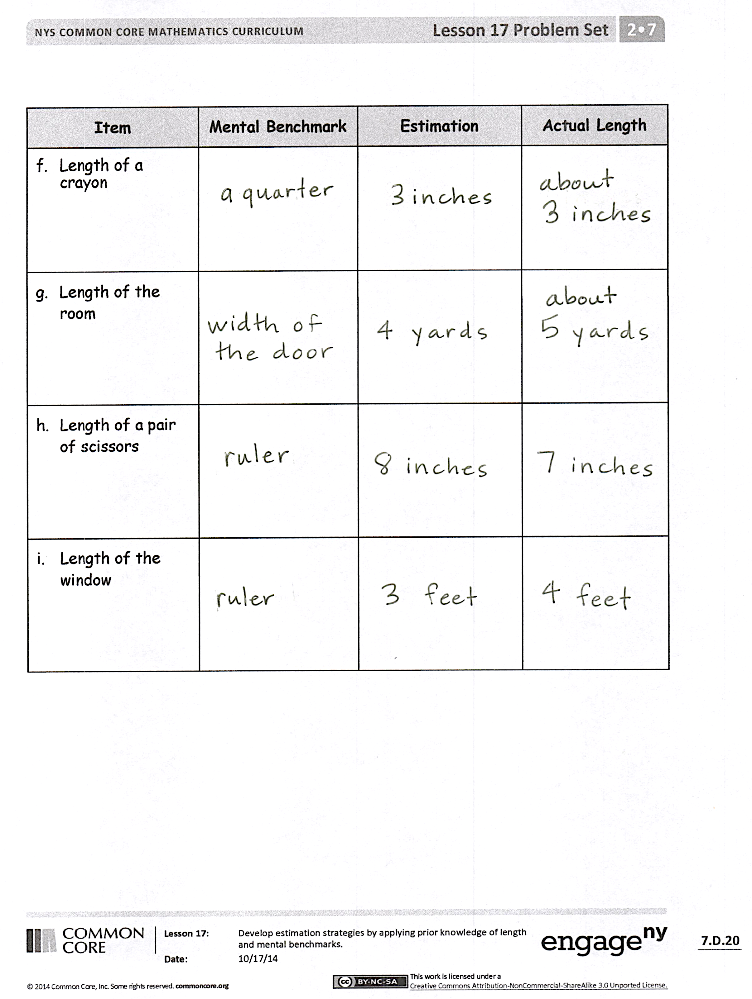 NYS COMMON CORE MATHEMATICS CURRICULUM Lesson 17 Problem Set 2•7
Item Mental Benchmark Estimation Actual Length
f. Length of a
crayon
a quarter
3 inches
about
3 inches
g. Length of the
room
width of
the door
4 yards
about
5 yards
h. Length of a pair
of scissors
ruler
8 inches
7 inches
i. Length of the
window
ruler
3 feet
4 feet
COMMON
CORE
Lesson 17: Develop estimation strategies by applying prior knowledge of length
and mental benchmarks.
Date: 10/17/14
engageny
7.D.20
© 2014 Common Core, Inc. Some rights reserved. commoncore.org
cc BY-NC-SA
This work is licensed under a
Creative Commons Attribution-NonCommercial-ShareAlike 3.0 Unported License.